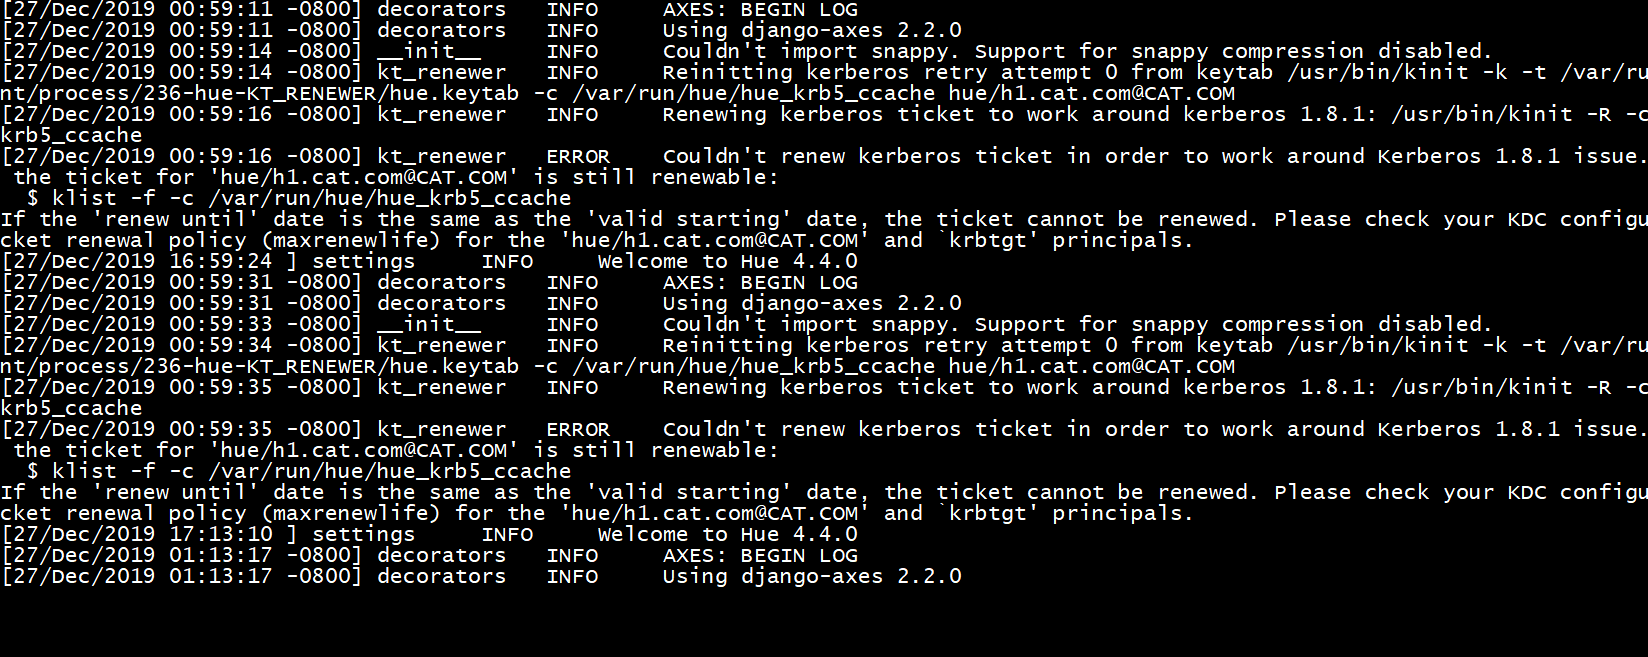 [27/Dec/2019 00:59:11 -0800] decorators   INFO     AXES: BEGIN LOG
[27/Dec/2019 00:59:11 -0800] decorators   INFO     Using django-axes 2.2.0
[27/Dec/2019 00:59:14 -0800] __init__     INFO     Couldn't import snappy. Support for snappy compression disabled.
[27/Dec/2019 00:59:14 -0800] kt_renewer   INFO     Reinitting kerberos retry attempt 0 from keytab /usr/bin/kinit -k -t /var/ru
nt/process/236-hue-KT_RENEWER/hue.keytab -c /var/run/hue/hue_krb5_ccache hue/h1.cat.com@CAT.COM
[27/Dec/2019 00:59:16 -0800] kt_renewer   INFO     Renewing kerberos ticket to work around kerberos 1.8.1: /usr/bin/kinit -R -c
krb5_ccache
[27/Dec/2019 00:59:16 -0800] kt_renewer   ERROR    Couldn't renew kerberos ticket in order to work around Kerberos 1.8.1 issue.
 the ticket for 'hue/h1.cat.com@CAT.COM' is still renewable:
  $ klist -f -c /var/run/hue/hue_krb5_ccache
If the 'renew until' date is the same as the 'valid starting' date, the ticket cannot be renewed. Please check your KDC configu
cket renewal policy (maxrenewlife) for the 'hue/h1.cat.com@CAT.COM' and `krbtgt' principals.
[27/Dec/2019 16:59:24 ] settings     INFO     Welcome to Hue 4.4.0
[27/Dec/2019 00:59:31 -0800] decorators   INFO     AXES: BEGIN LOG
[27/Dec/2019 00:59:31 -0800] decorators   INFO     Using django-axes 2.2.0
[27/Dec/2019 00:59:33 -0800] __init__     INFO     Couldn't import snappy. Support for snappy compression disabled.
[27/Dec/2019 00:59:34 -0800] kt_renewer   INFO     Reinitting kerberos retry attempt 0 from keytab /usr/bin/kinit -k -t /var/ru
nt/process/236-hue-KT_RENEWER/hue.keytab -c /var/run/hue/hue_krb5_ccache hue/h1.cat.com@CAT.COM
[27/Dec/2019 00:59:35 -0800] kt_renewer   INFO     Renewing kerberos ticket to work around kerberos 1.8.1: /usr/bin/kinit -R -c
krb5_ccache
[27/Dec/2019 00:59:35 -0800] kt_renewer   ERROR    Couldn't renew kerberos ticket in order to work around Kerberos 1.8.1 issue.
 the ticket for 'hue/h1.cat.com@CAT.COM' is still renewable:
  $ klist -f -c /var/run/hue/hue_krb5_ccache
If the 'renew until' date is the same as the 'valid starting' date, the ticket cannot be renewed. Please check your KDC configu
cket renewal policy (maxrenewlife) for the 'hue/h1.cat.com@CAT.COM' and `krbtgt' principals.
[27/Dec/2019 17:13:10 ] settings     INFO     Welcome to Hue 4.4.0
[27/Dec/2019 01:13:17 -0800] decorators   INFO     AXES: BEGIN LOG
[27/Dec/2019 01:13:17 -0800] decorators   INFO     Using django-axes 2.2.0